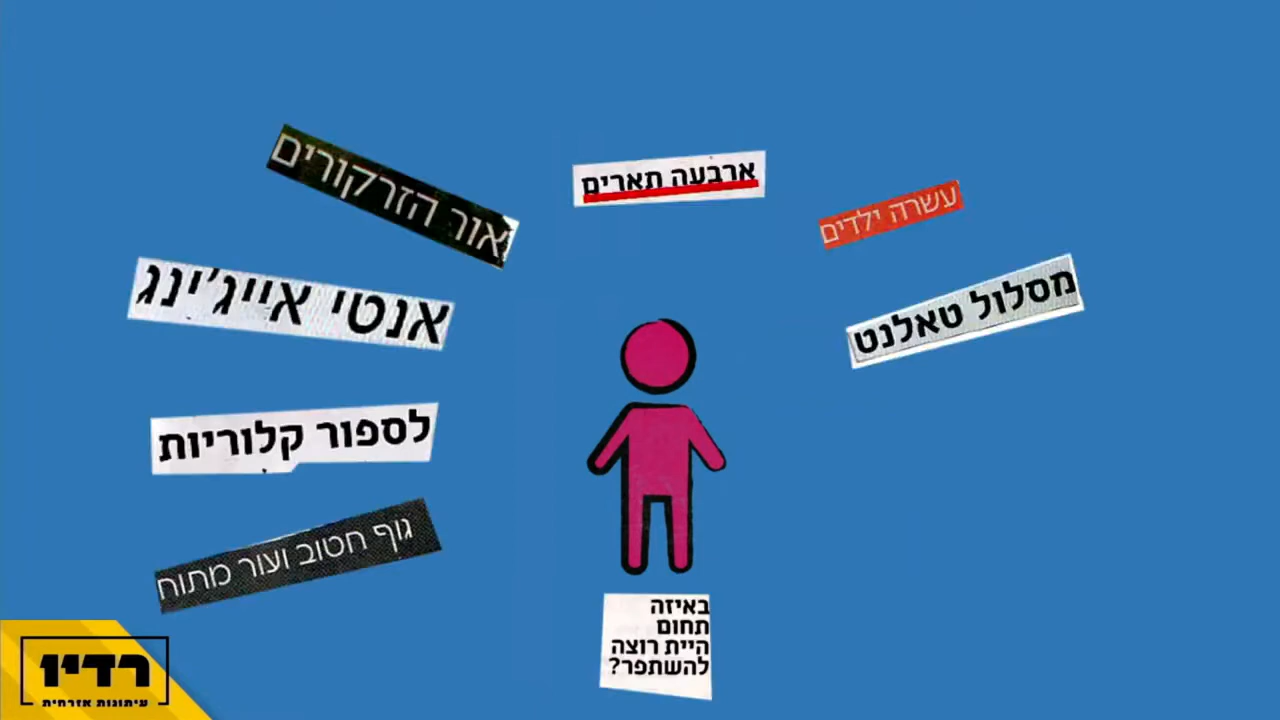 אור הזרקורים
ארבעה תארים
עשרה ילדים
אנטי אייג'ינג
מסלול טאלנט
לספור קלוריות
גוף חטוב ועור מתוח
באיזה
תחום
היית רוצה
להשתפר?
רדיו
עיתונות אזרחית